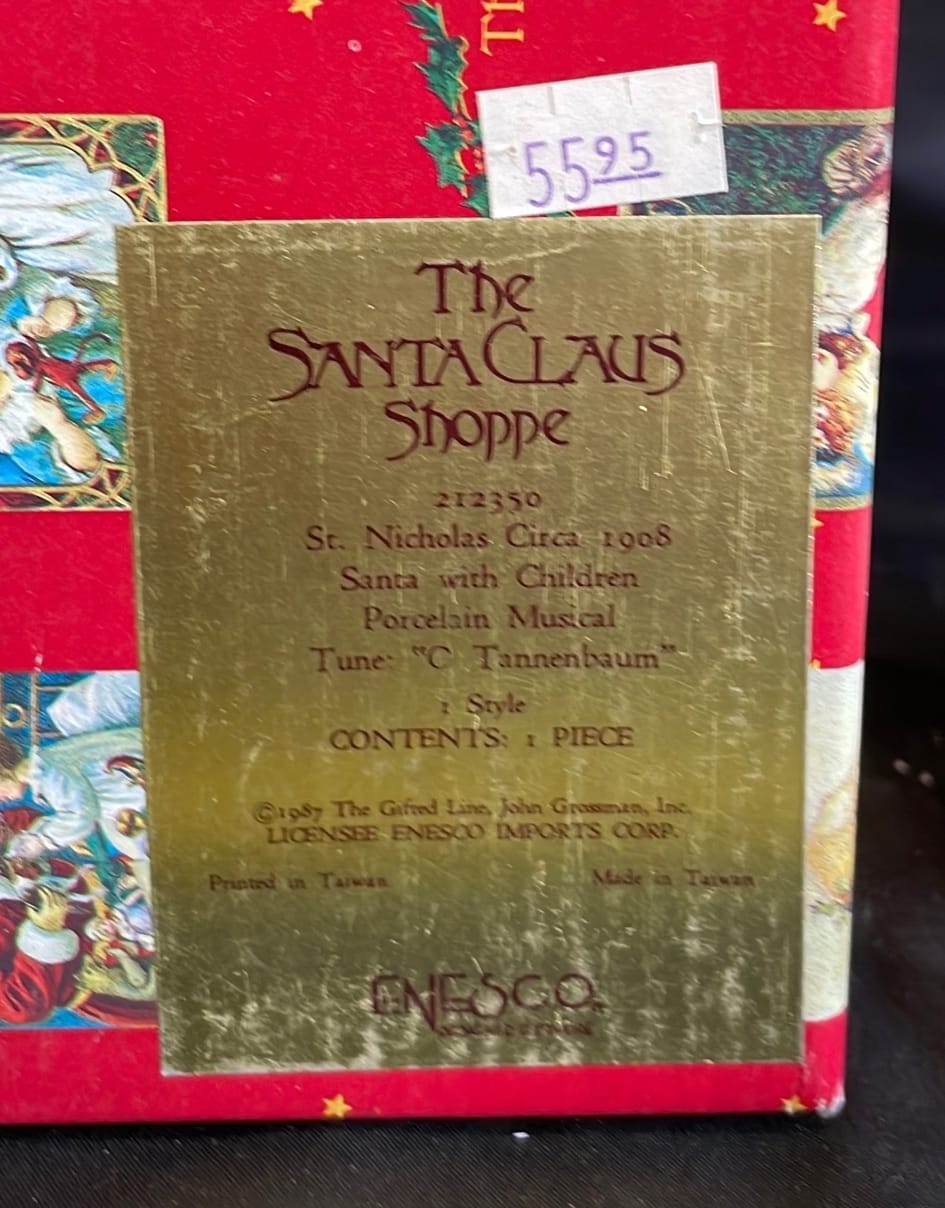 TH
5595
The
SANTA CLAUS
Shoppe
212350
St. Nicholas Circa 1908
Santa with Children
Porcelain Musical
Tune: "O Tannenbaum"
1 Style
CONTENTS: 1 PIECE
©1987 The Gifted Line, John Grossman, Inc.
LICENSEE ENESCO IMPORTS CORP.
Printed in Taiwan
Made in Taiwan
ENESCO